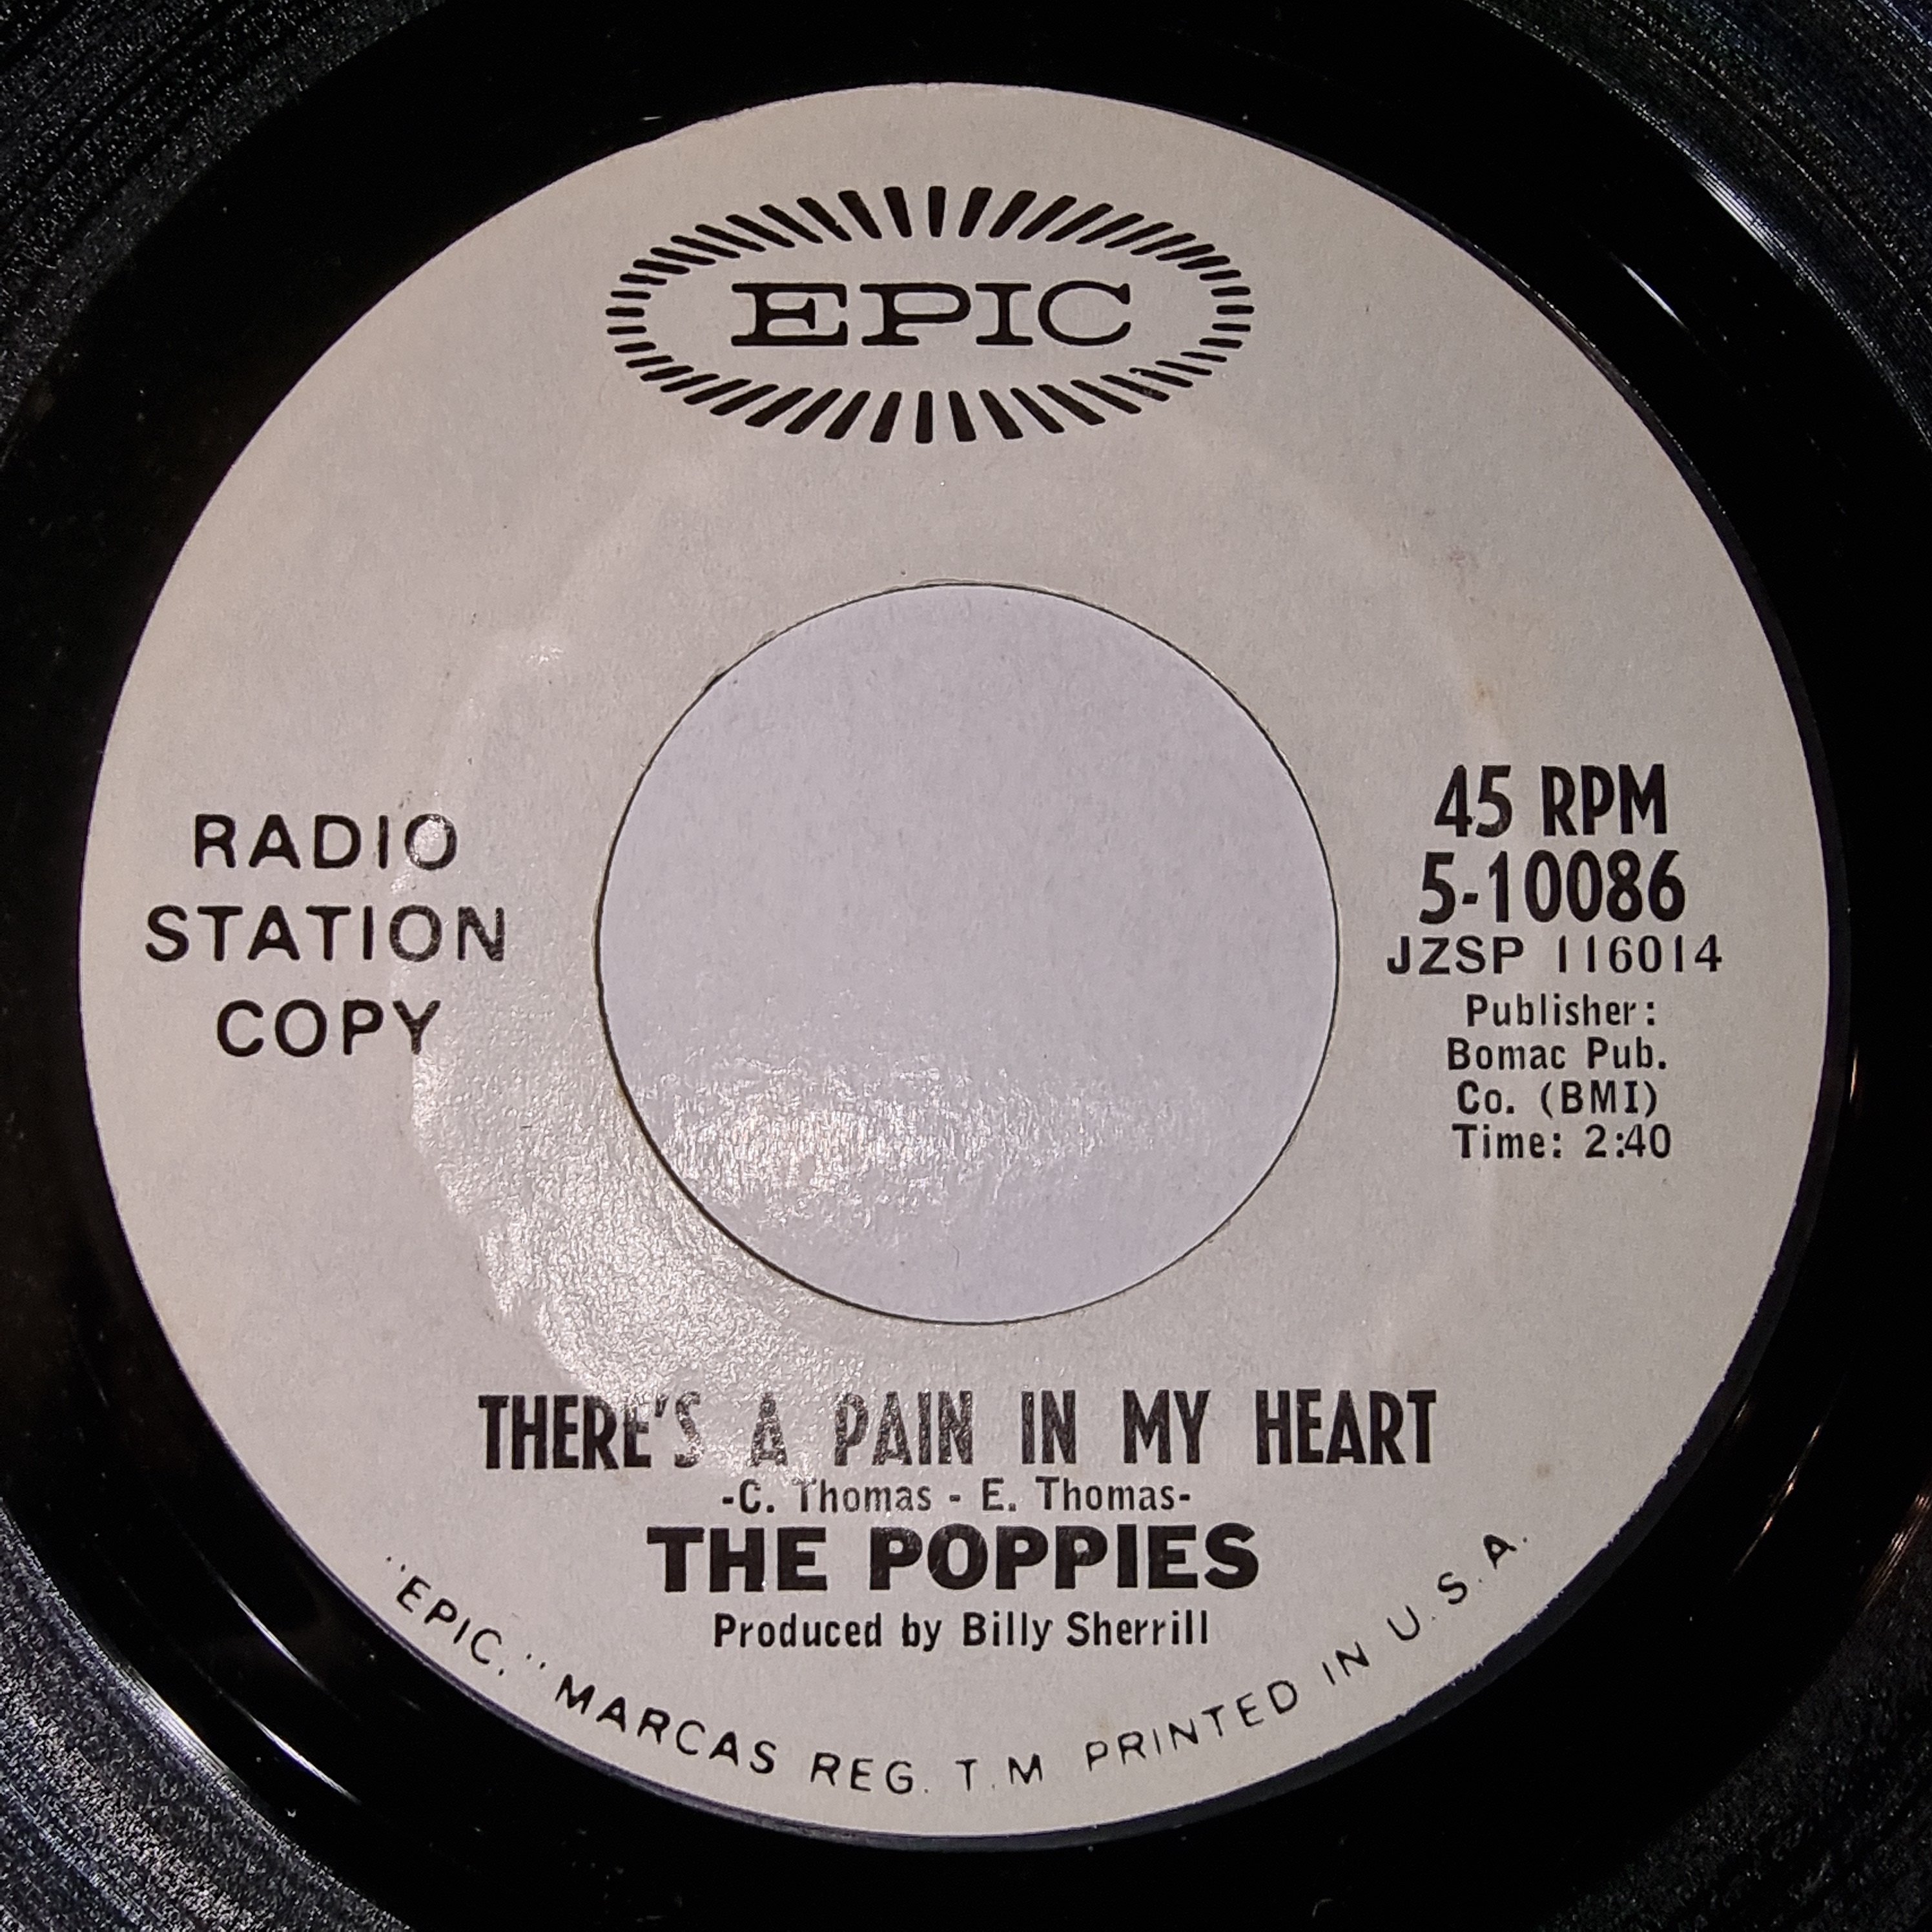 EPIC
RADIO
STATION
COPY
45 RPM
5-10086
JZSP 116014
Publisher:
Bomac Pub.
Co. (BMI)
Time: 2:40
THERE'S A PAIN IN MY HEART
-C. Thomas - E. Thomas-
THE POPPIES
Produced by Billy Sherrill
"EPIC." MARCAS REG. T.M PRINTED IN U.S.A.